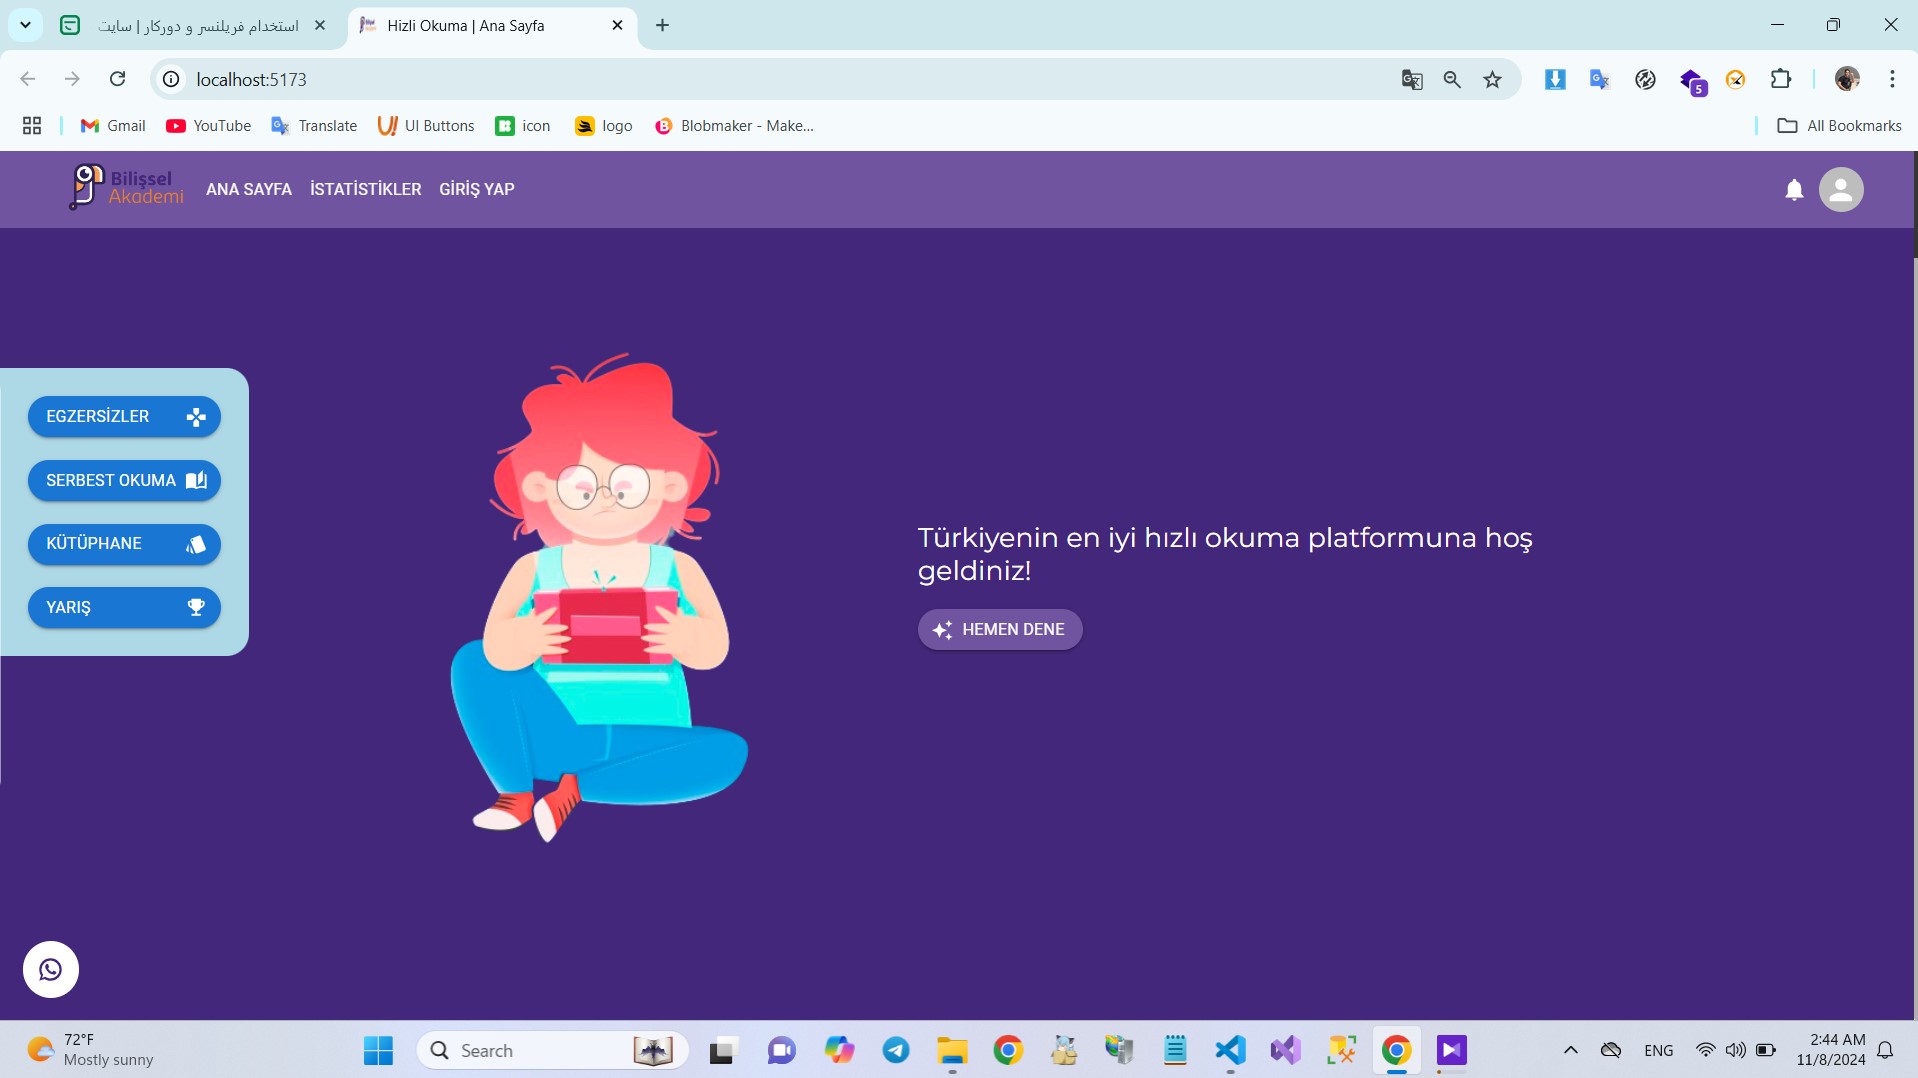 استخدام فریلنسر و دورکار | سایت
Hizli Okuma | Ana Sayfa
localhost:5173
5
Gmail
YouTube
Translate
UI Buttons
icon
logo
Blobmaker - Make...
All Bookmarks
Bilişsel
Akademi
ANA SAYFA
İSTATİSTİKLER
GİRİŞ YAP
EGZERSİZLER
SERBEST OKUMA
KÜTÜPHANE
YARIŞ
Türkiyenin en iyi hızlı okuma platformuna hoş
geldiniz!
HEMEN DENE
72°F
Mostly sunny
Search
ENG
2:44 AM
11/8/2024